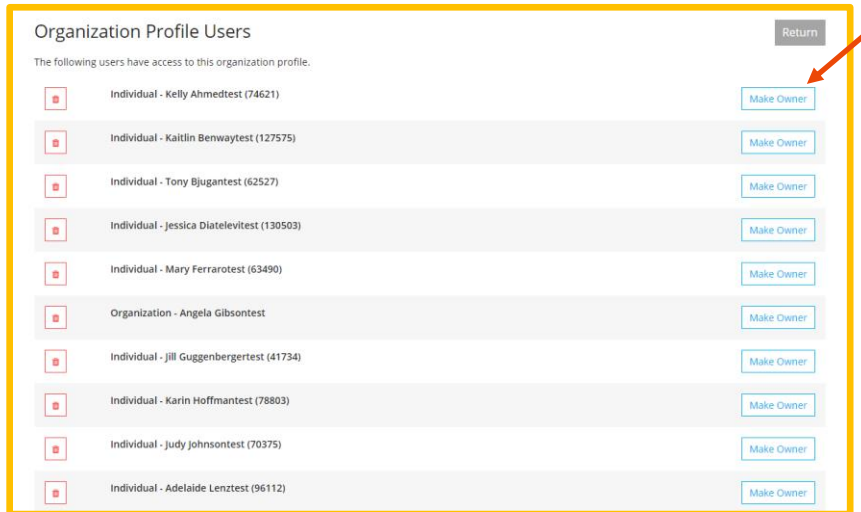 Organization Profile Users
Return
The following users have access to this organization profile.
Individual - Kelly Ahmedtest (74621)
Make Owner
Individual - Kaitlin Benwaytest (127575)
Make Owner
Individual - Tony Bjugantest (62527)
Make Owner
Individual - Jessica Diatelevitest (130503)
Make Owner
Individual - Mary Ferrarotest (63490)
Make Owner
Organization - Angela Gibsontest
Make Owner
Individual - Jill Guggenbergertest (41734)
Make Owner
Individual - Karin Hoffmantest (78803)
Make Owner
Individual - Judy Johnsontest (70375)
Make Owner
Individual - Adelaide Lenztest (96112)
Make Owner